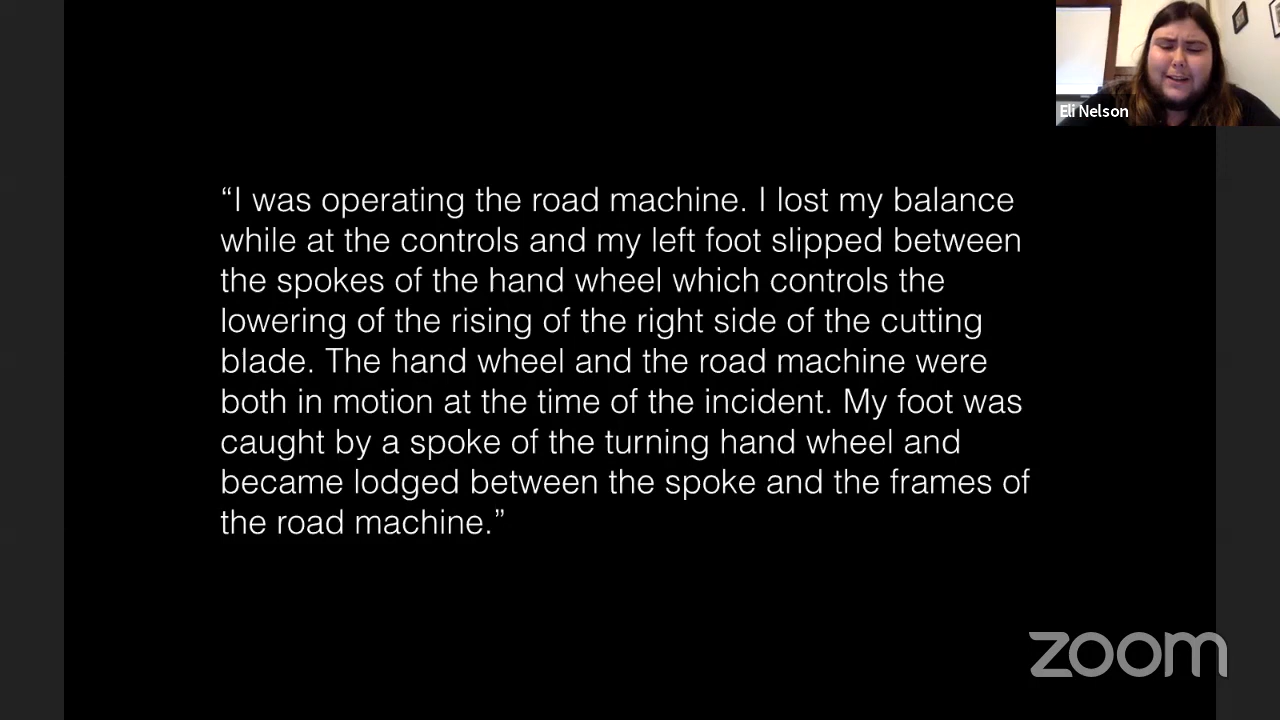 Eli Nelson
“I was operating the road machine. I lost my balance
while at the controls and my left foot slipped between
the spokes of the hand wheel which controls the
lowering of the rising of the right side of the cutting
blade. The hand wheel and the road machine were
both in motion at the time of the incident. My foot was
caught by a spoke of the turning hand wheel and
became lodged between the spoke and the frames of
the road machine.”
zoom